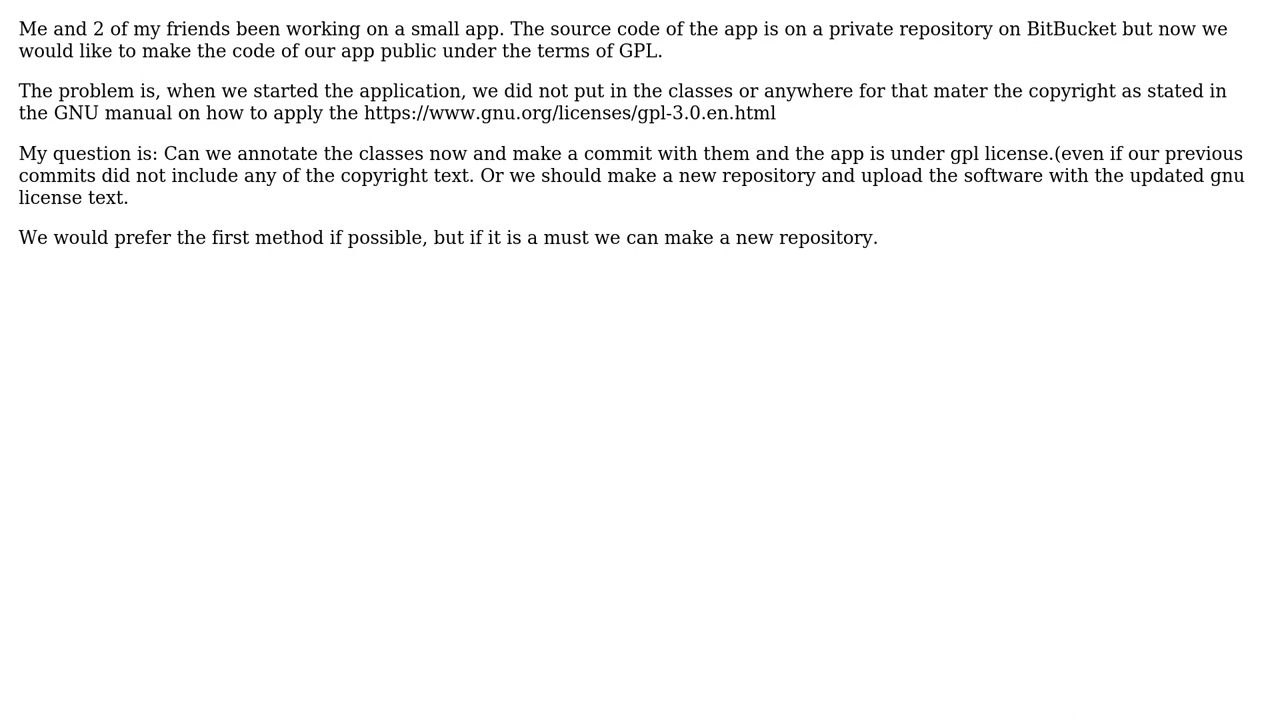 Me and 2 of my friends been working on a small app. The source code of the app is on a private repository on BitBucket but now we
would like to make the code of our app public under the terms of GPL.
The problem is, when we started the application, we did not put in the classes or anywhere for that mater the copyright as stated in
the GNU manual on how to apply the https://www.gnu.org/licenses/gpl-3.0.en.html
My question is: Can we annotate the classes now and make a commit with them and the app is under gpl license.(even if our previous
commits did not include any of the copyright text. Or we should make a new repository and upload the software with the updated gnu
license text.
We would prefer the first method if possible, but if it is a must we can make a new repository.